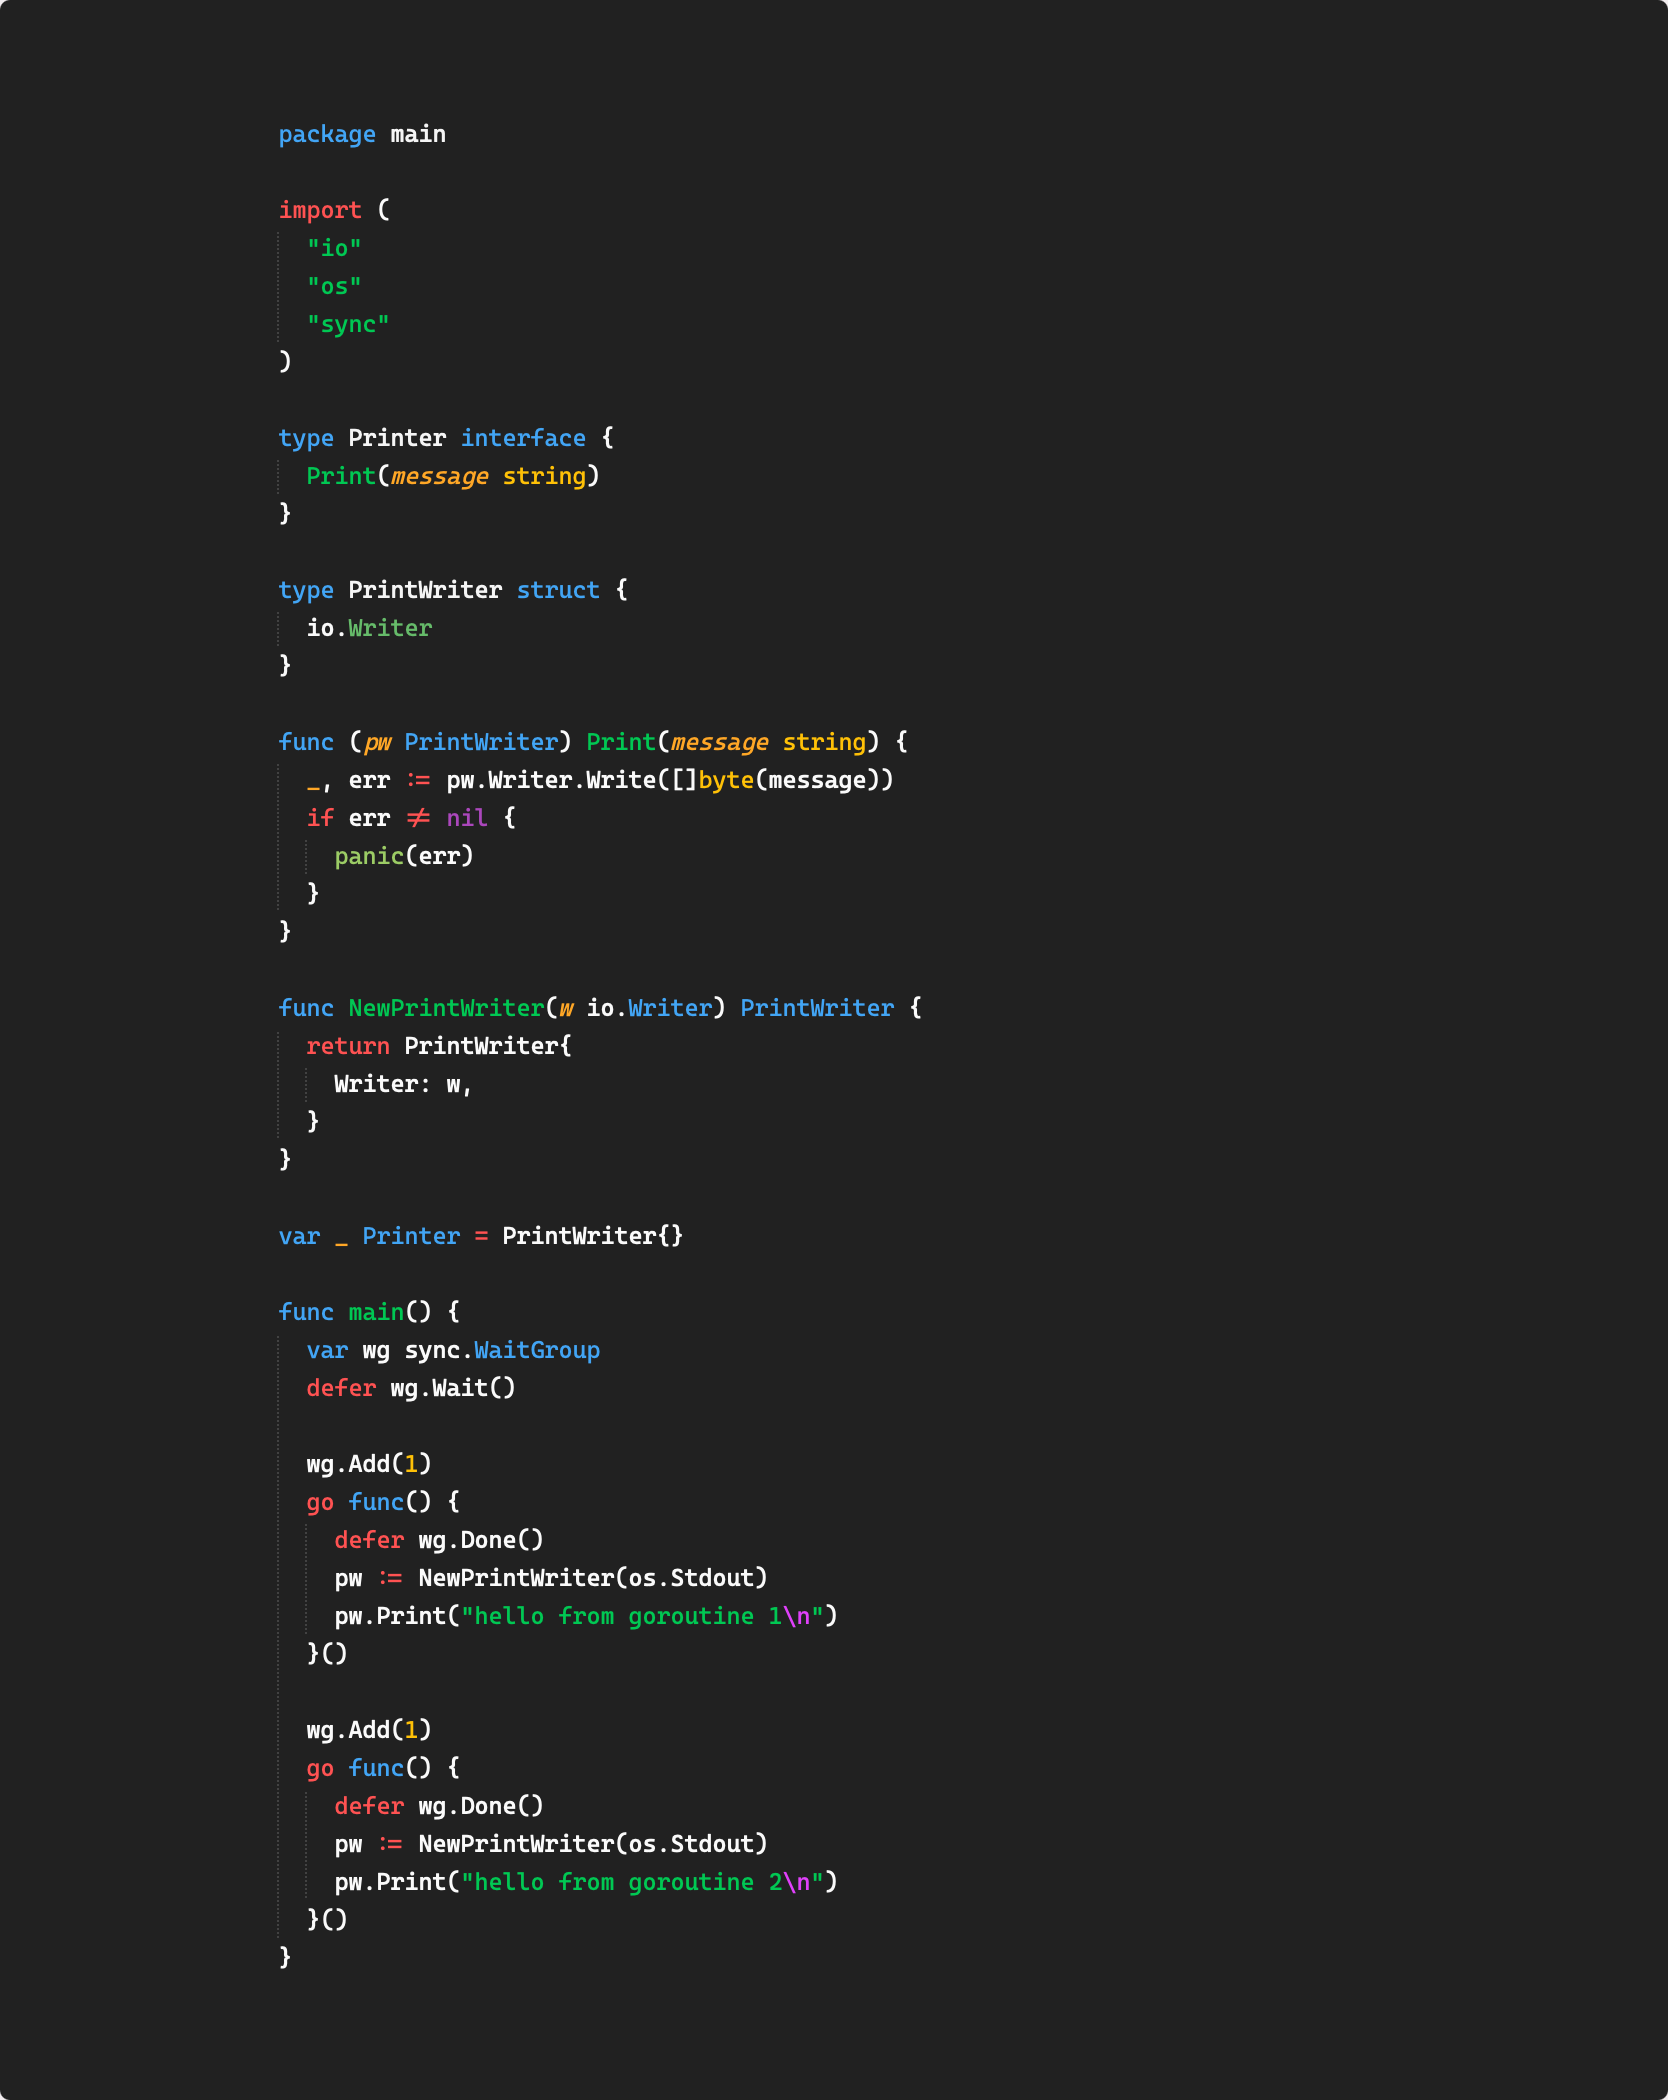 package main
import (
"io"
"os"
"sync"
)
type Printer interface {
Print(message string)
}
type PrintWriter struct {
io.Writer
}
func (pw PrintWriter) Print(message string) {
_, err := pw.Writer.Write([]byte(message))
if err != nil {
panic(err)
}
}
func NewPrintWriter(w io.Writer) PrintWriter {
return PrintWriter{
Writer: w,
}
}
var _ Printer = PrintWriter{}
func main() {
var wg sync.WaitGroup
defer wg.Wait()
wg.Add(1)
go func() {
defer wg.Done()
pw := NewPrintWriter(os.Stdout)
pw.Print("hello from goroutine 1\n")
}()
wg.Add(1)
go func() {
defer wg.Done()
pw := NewPrintWriter(os.Stdout)
pw.Print("hello from goroutine 2\n")
}()
}